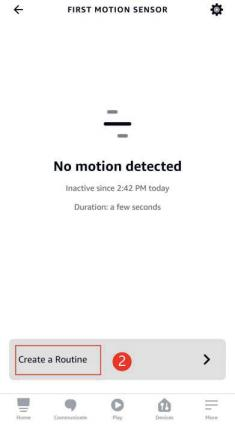 FIRST MOTION SENSOR
No motion detected
Inactive since 2:42 PM today
Duration: a few seconds
Create a Routine 2
Home Communicate Play Devices More